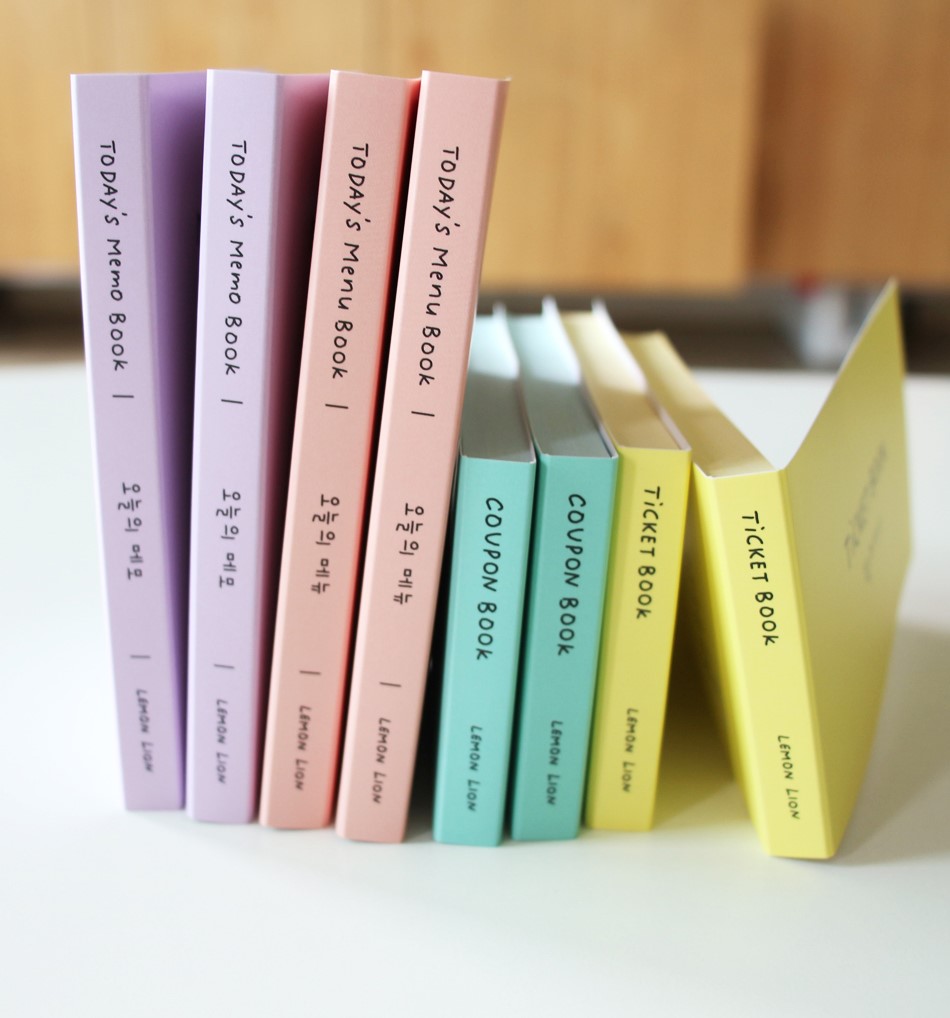 TODAY'S Memo Book | 오늘의 메모 | LEMON LION
TODAY'S Memo Book | 오늘의 메모 | LEMON LION
TODAY'S Menu Book | 오늘의 메뉴 | LEMON LION
TODAY'S Menu Book | 오늘의 메뉴 | LEMON LION
COUPON BOOK LEMON LION
COUPON BOOK LEMON LION
TiCKET BOOK LEMON LION
TiCKET BOOK LEMON LION